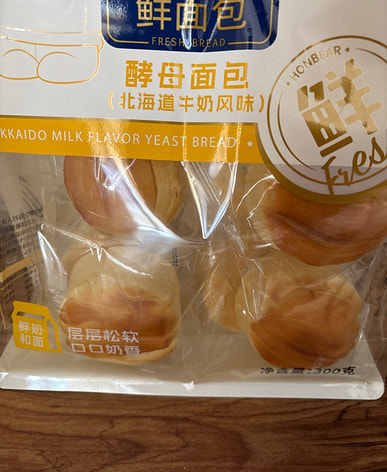 鲜面包
FRESH BREAD
酵母面包
(北海道牛奶风味)
KKAIDO MILK FLAVOR YEAST BREAD
HONBEAR
鲜
Fres
鲜奶
和面
层层松软
口口奶香
净含量:300克